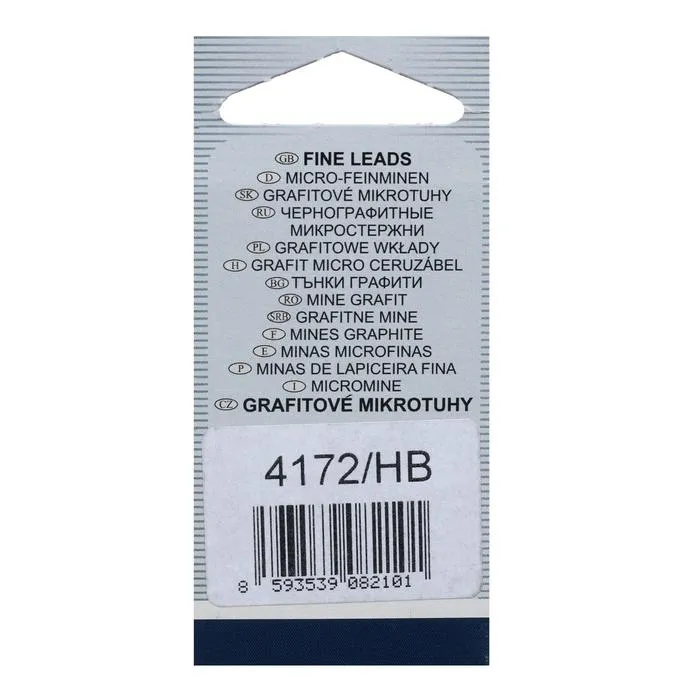 GB FINE LEADS
D MICRO-FEINMINEN
SK GRAFITOVÉ MIKROTUHY
RU ЧЕРНОГРАФИТНЫЕ
МИКРОСТЕРЖНИ
PL GRAFITOWE WKŁADY
H GRAFIT MICRO CERUZÁBEL
BG ТЪНКИ ГРАФИТИ
RO MINE GRAFIT
SRB GRAFITNE MINE
F MINES GRAPHITE
E MINAS MICROFINAS
P MINAS DE LAPICEIRA FINA
I MICROMINE
CZ GRAFITOVÉ MIKROTUHY
4172/HB
8 593539 082101